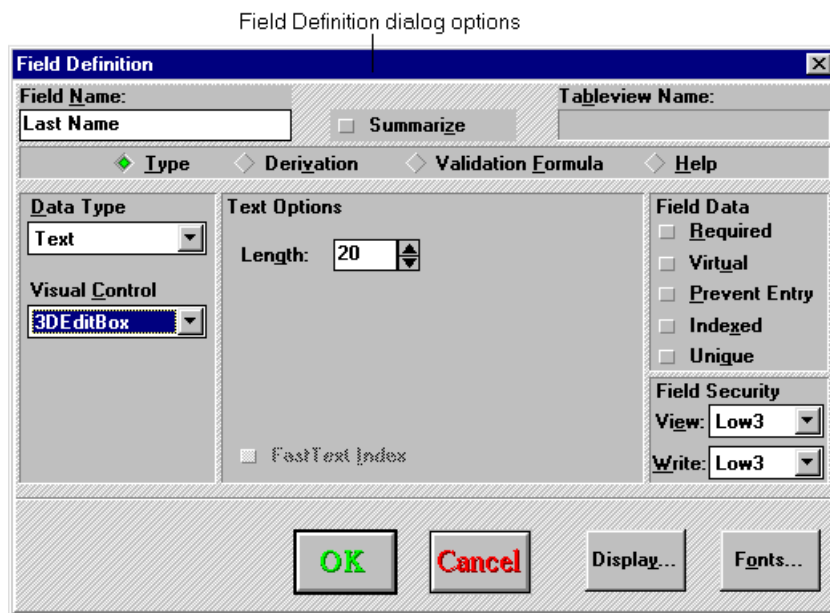 Field Definition dialog options
Field Definition
Field Name:
Tableview Name:
Last Name
Summarize
Type Derivation Validation Formula Help
Data Type
Text
Visual Control
3DEditBox
Text Options
Length: 20
FastText Index
Field Data
Required
Virtual
Prevent Entry
Indexed
Unique
Field Security
View: Low3
Write: Low3
OK Cancel Display... Fonts...